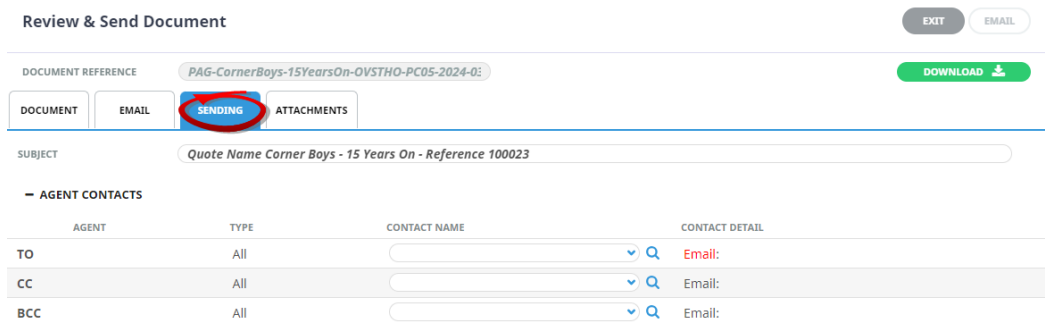 Review & Send Document
EXIT
EMAIL
DOCUMENT REFERENCE
PAG-CornerBoys-15YearsOn-OVSTHO-PC05-2024-03
DOWNLOAD
DOCUMENT
EMAIL
SENDING
ATTACHMENTS
SUBJECT
Quote Name Corner Boys - 15 Years On - Reference 100023
AGENT CONTACTS
AGENT TYPE CONTACT NAME CONTACT DETAIL
TO All Email:
CC All Email:
BCC All Email: